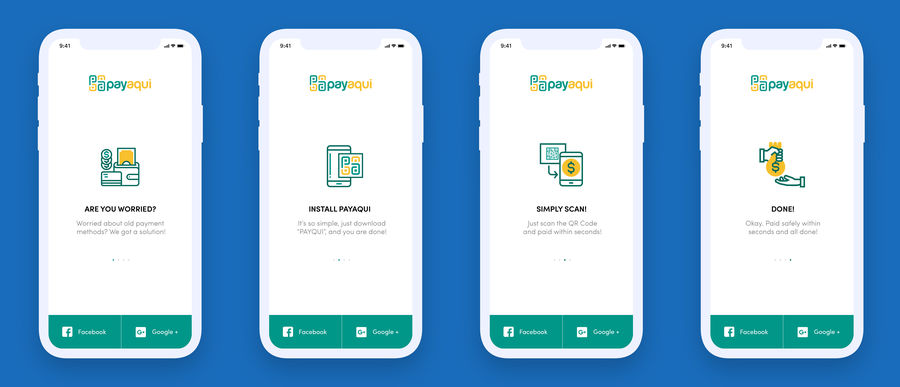 9:41
payaqui
ARE YOU WORRIED?
Worried about old payment
methods? We got a solution!
Facebook
Google +
9:41
payaqui
INSTALL PAYAQUI
It's so simple, just download
"PAYQUI", and you are done!
Facebook
Google +
9:41
payaqui
SIMPLY SCAN!
Just scan the QR Code
and paid within seconds!
Facebook
Google +
9:41
payaqui
DONE!
Okay. Paid safely within
seconds and all done!
Facebook
Google +